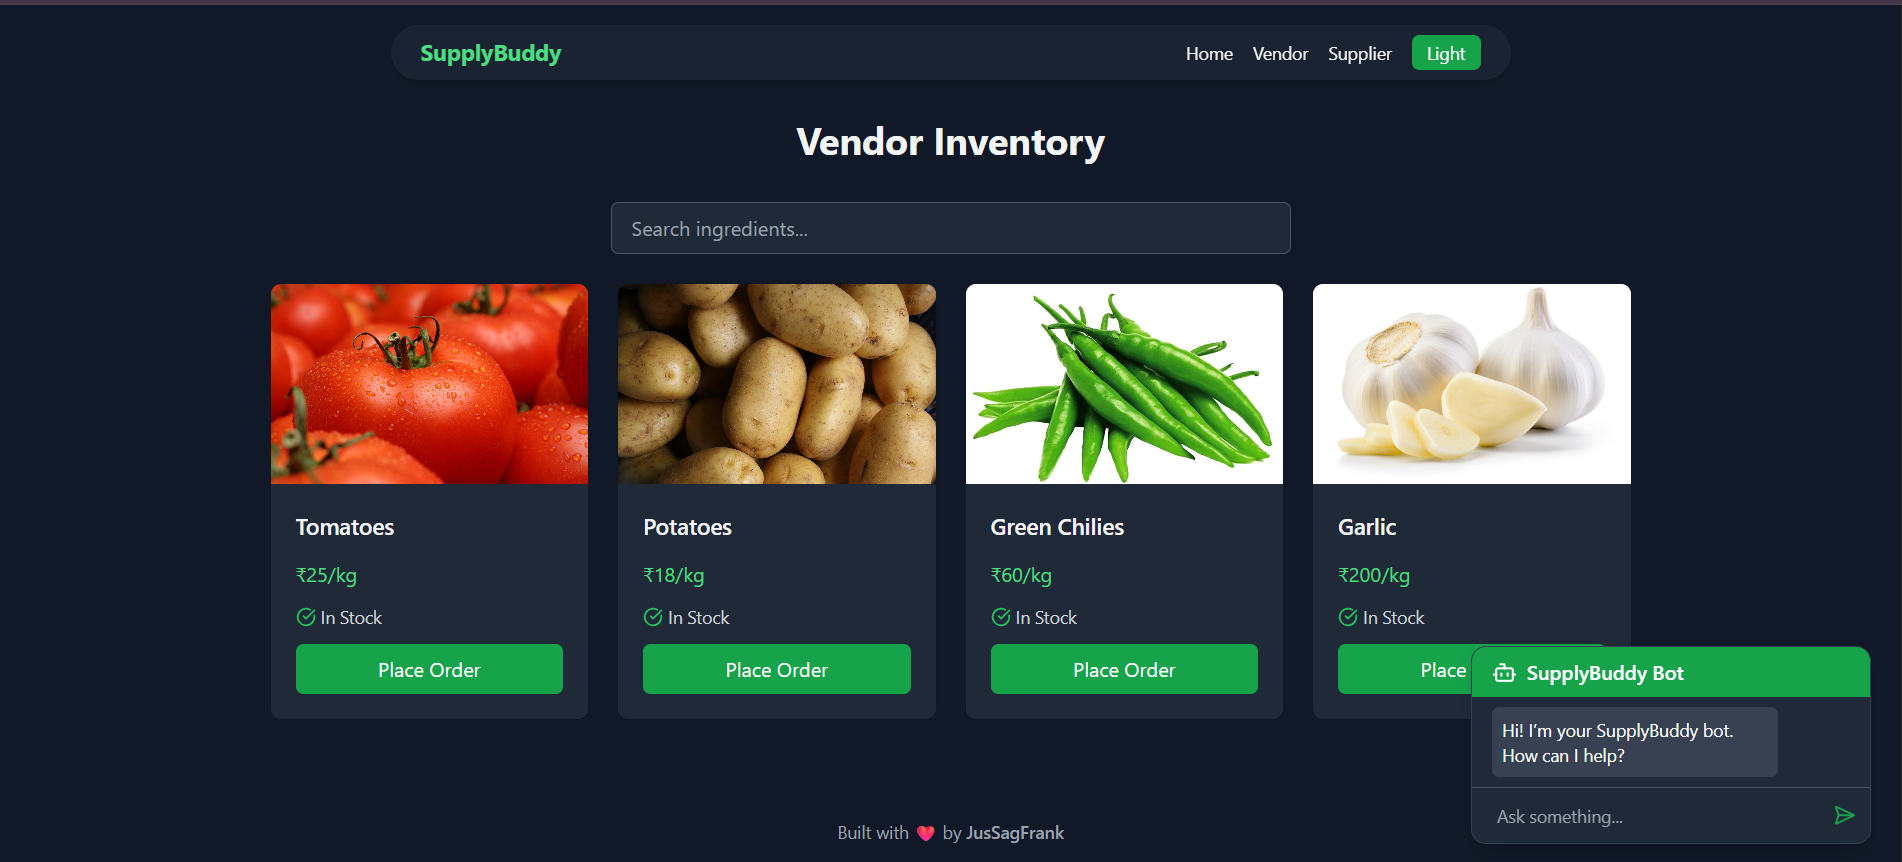 SupplyBuddy
Home Vendor Supplier Light
Vendor Inventory
Search ingredients...
Tomatoes
₹25/kg
In Stock
Place Order
Potatoes
₹18/kg
In Stock
Place Order
Green Chilies
₹60/kg
In Stock
Place Order
Garlic
₹200/kg
In Stock
Place
SupplyBuddy Bot
Hi! I’m your SupplyBuddy bot.
How can I help?
Ask something...
Built with ❤️ by JusSagFrank